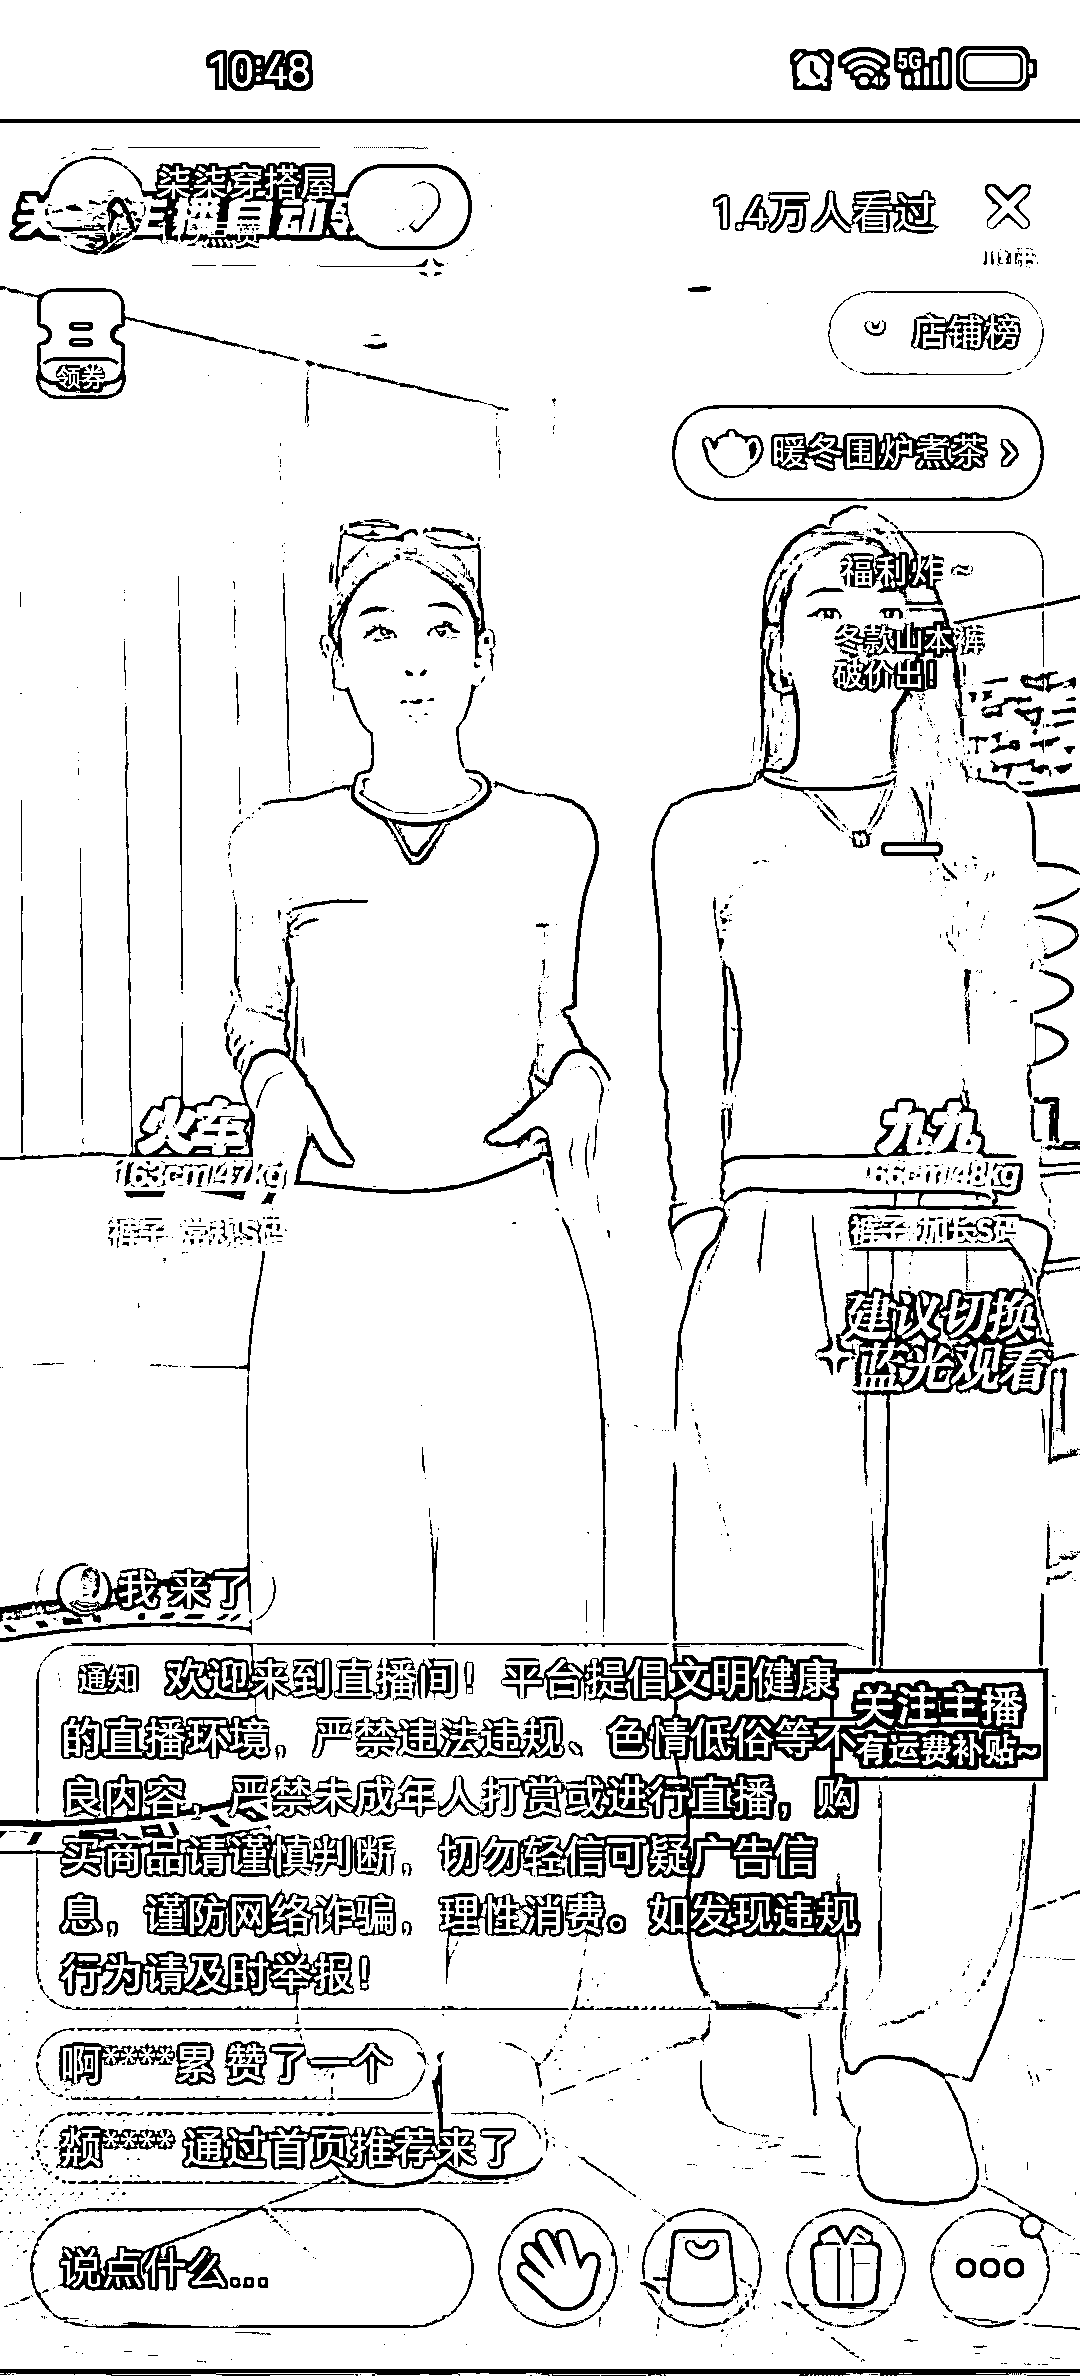 10:48
5G
柒柒穿搭屋
1.4万人看过
领券
店铺榜
暖冬围炉煮茶
福利炸~
冬款山本裤
破价出！
火车
163cm/47kg
裤子 常规S码
九九
166cm/48kg
裤子 加长S码
建议切换
蓝光观看
我 来了
通知 欢迎来到直播间！平台提倡文明健康
的直播环境，严禁违法违规、色情低俗等不
良内容，严禁未成年人打赏或进行直播，购
买商品请谨慎判断，切勿轻信可疑广告信
息，谨防网络诈骗，理性消费。如发现违规
行为请及时举报！
关注主播
有运费补贴~
啊****累 赞了一个
颓**** 通过首页推荐来了
说点什么...